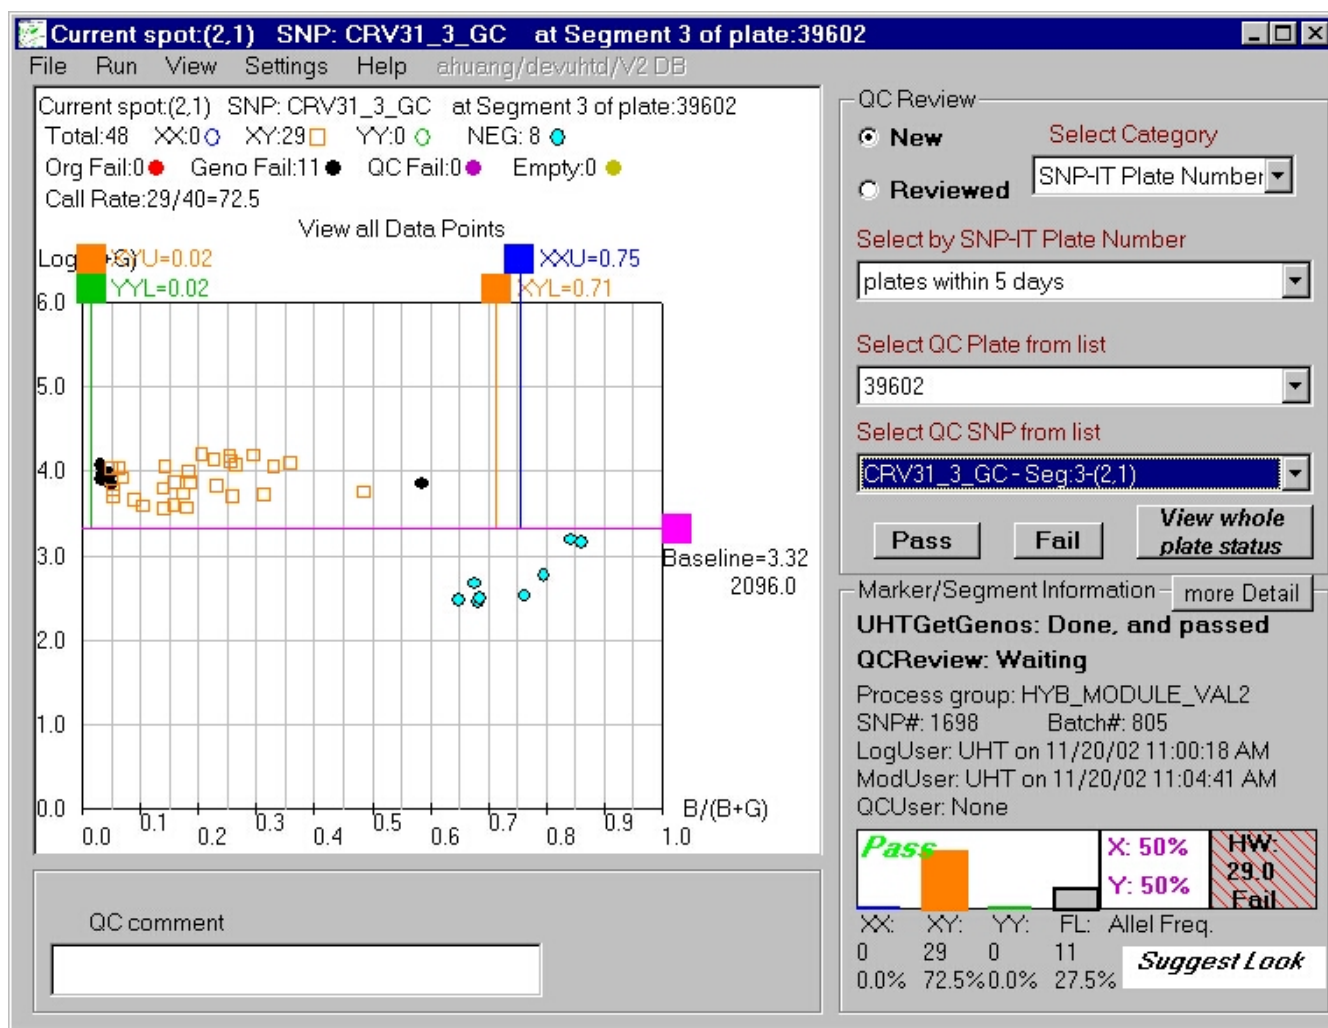 Current spot:(2,1) SNP: CRV31_3_GC at Segment 3 of plate:39602
File Run View Settings Help ahuang/devuhtd/V2 DB
Current spot:(2,1) SNP: CRV31_3_GC at Segment 3 of plate:39602
Total:48 XX:0 XY:29 YY:0 NEG: 8
Org Fail:0 Geno Fail:11 QC Fail:0 Empty:0
Call Rate:29/40=72.5
View all Data Points
XYU=0.02 XXU=0.75
YYL=0.02 XYL=0.71
6.0
5.0
4.0
3.0
2.0
1.0
0.0
0.0 0.1 0.2 0.3 0.4 0.5 0.6 0.7 0.8 0.9 1.0
B/(B+G)
Baseline=3.32
2096.0
QC comment
QC Review
New
Reviewed
Select Category
SNP-IT Plate Number
Select by SNP-IT Plate Number
plates within 5 days
Select QC Plate from list
39602
Select QC SNP from list
CRV31_3_GC - Seg:3-(2,1)
Pass Fail View whole
plate status
Marker/Segment Information more Detail
UHTGetGenos: Done, and passed
QCReview: Waiting
Process group: HYB_MODULE_VAL2
SNP#: 1698 Batch#: 805
LogUser: UHT on 11/20/02 11:00:18 AM
ModUser: UHT on 11/20/02 11:04:41 AM
QCUser: None
Pass X: 50% HW:
Y: 50% 29.0
Fail
XX: XY: YY: FL: Allel Freq.
0 29 0 11
0.0% 72.5% 0.0% 27.5%
Suggest Look